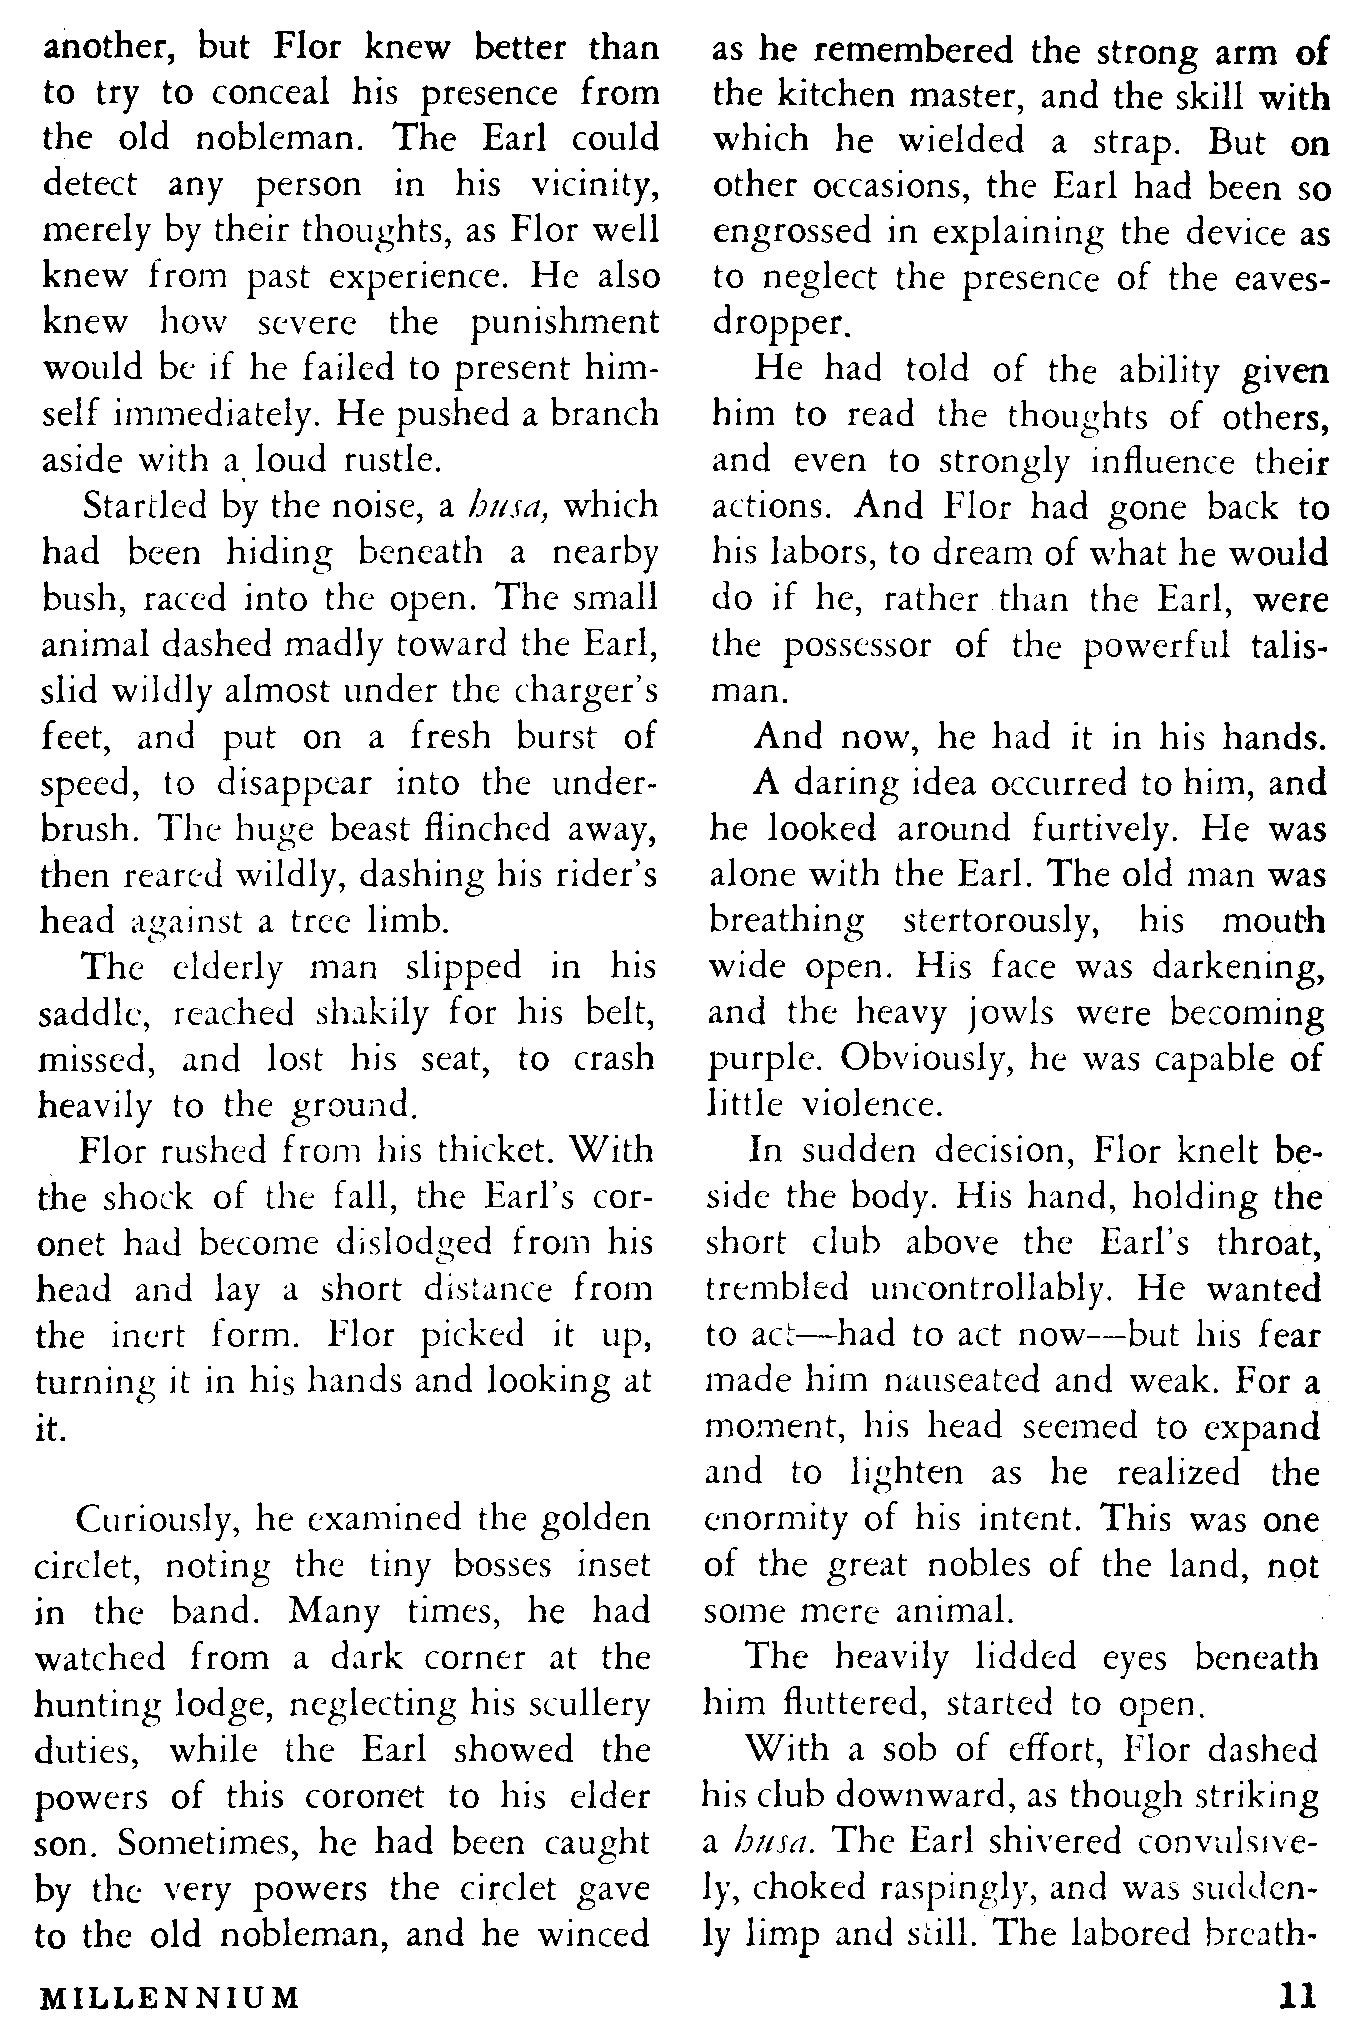 another, but Flor knew better than
to try to conceal his presence from
the old nobleman. The Earl could
detect any person in his vicinity,
merely by their thoughts, as Flor well
knew from past experience. He also
knew how severe the punishment
would be if he failed to present him-
self immediately. He pushed a branch
aside with a loud rustle.
Startled by the noise, a busa, which
had been hiding beneath a nearby
bush, raced into the open. The small
animal dashed madly toward the Earl,
slid wildly almost under the charger's
feet, and put on a fresh burst of
speed, to disappear into the under-
brush. The huge beast flinched away,
then reared wildly, dashing his rider's
head against a tree limb.
The elderly man slipped in his
saddle, reached shakily for his belt,
missed, and lost his seat, to crash
heavily to the ground.
Flor rushed from his thicket. With
the shock of the fall, the Earl's cor-
onet had become dislodged from his
head and lay a short distance from
the inert form. Flor picked it up,
turning it in his hands and looking at
it.
Curiously, he examined the golden
circlet, noting the tiny bosses inset
in the band. Many times, he had
watched from a dark corner at the
hunting lodge, neglecting his scullery
duties, while the Earl showed the
powers of this coronet to his elder
son. Sometimes, he had been caught
by the very powers the circlet gave
to the old nobleman, and he winced
as he remembered the strong arm of
the kitchen master, and the skill with
which he wielded a strap. But on
other occasions, the Earl had been so
engrossed in explaining the device as
to neglect the presence of the eaves-
dropper.
He had told of the ability given
him to read the thoughts of others,
and even to strongly influence their
actions. And Flor had gone back to
his labors, to dream of what he would
do if he, rather than the Earl, were
the possessor of the powerful talis-
man.
And now, he had it in his hands.
A daring idea occurred to him, and
he looked around furtively. He was
alone with the Earl. The old man was
breathing stertorously, his mouth
wide open. His face was darkening,
and the heavy jowls were becoming
purple. Obviously, he was capable of
little violence.
In sudden decision, Flor knelt be-
side the body. His hand, holding the
short club above the Earl's throat,
trembled uncontrollably. He wanted
to act—had to act now—but his fear
made him nauseated and weak. For a
moment, his head seemed to expand
and to lighten as he realized the
enormity of his intent. This was one
of the great nobles of the land, not
some mere animal.
The heavily lidded eyes beneath
him fluttered, started to open.
With a sob of effort, Flor dashed
his club downward, as though striking
a busa. The Earl shivered convulsive-
ly, choked raspingly, and was sudden-
ly limp and still. The labored breath-
MILLENNIUM
11